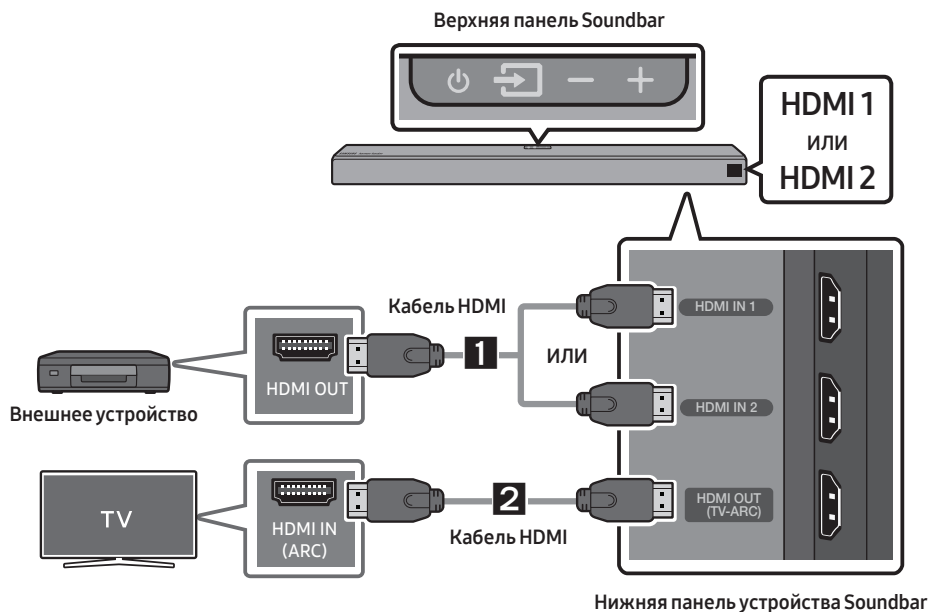 Верхняя панель Soundbar
HDMI 1
или
HDMI 2
Кабель HDMI
HDMI IN 1
1
ИЛИ
HDMI OUT
HDMI IN 2
Внешнее устройство
TV
HDMI IN
(ARC)
2
Кабель HDMI
HDMI OUT
(TV-ARC)
Нижняя панель устройства Soundbar